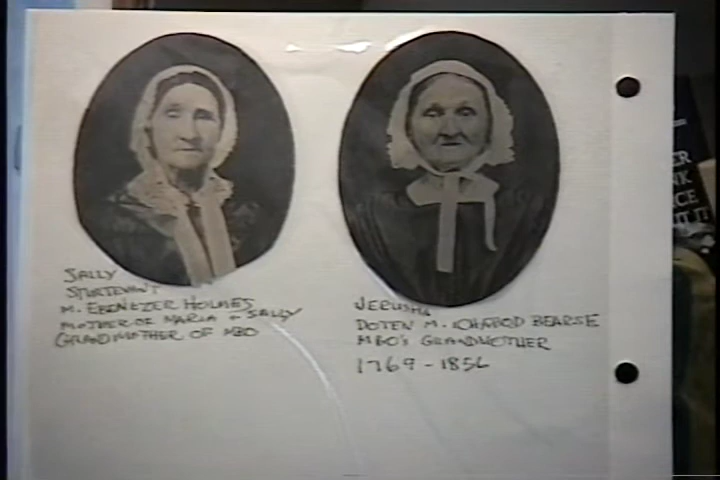 SALLY
STURTEVANT
M. EBENEZER HOLMES
MOTHER OF MARIA & SALLY
GRANDMOTHER OF MBO
JERUSHA
DOTEN M. ICHABOD BEARSE
MBO'S GRANDMOTHER
1769 - 1856